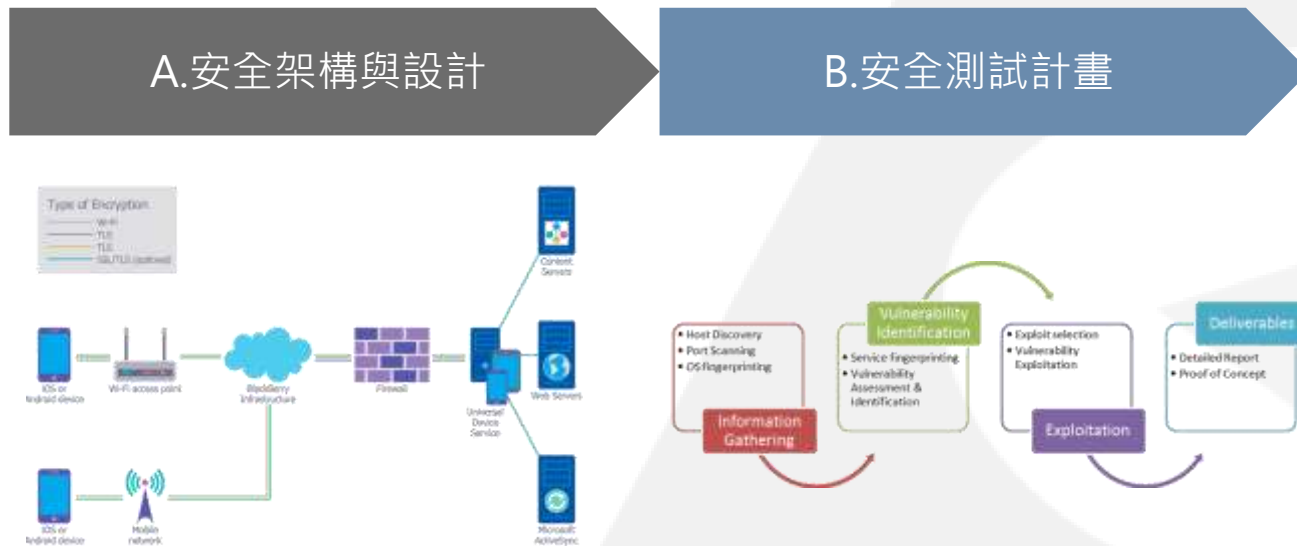 A.安全架構與設計
B.安全測試計畫
Type of Encryption
Wi-Fi
TLS
TLS
SSL/TLS (optional)
Content
Servers
iOS or
Android device
Wi-Fi access point
BlackBerry
Infrastructure
Firewall
Universal
Device
Service
Web Servers
iOS or
Android device
Mobile
network
Microsoft
ActiveSync
• Host Discovery
• Port Scanning
• OS fingerprinting
Information
Gathering
Vulnerability
Identification
• Service fingerprinting
• Vulnerability
Assessment &
Identification
• Exploit selection
• Vulnerability
Exploitation
Exploitation
Deliverables
• Detailed Report
• Proof of Concept